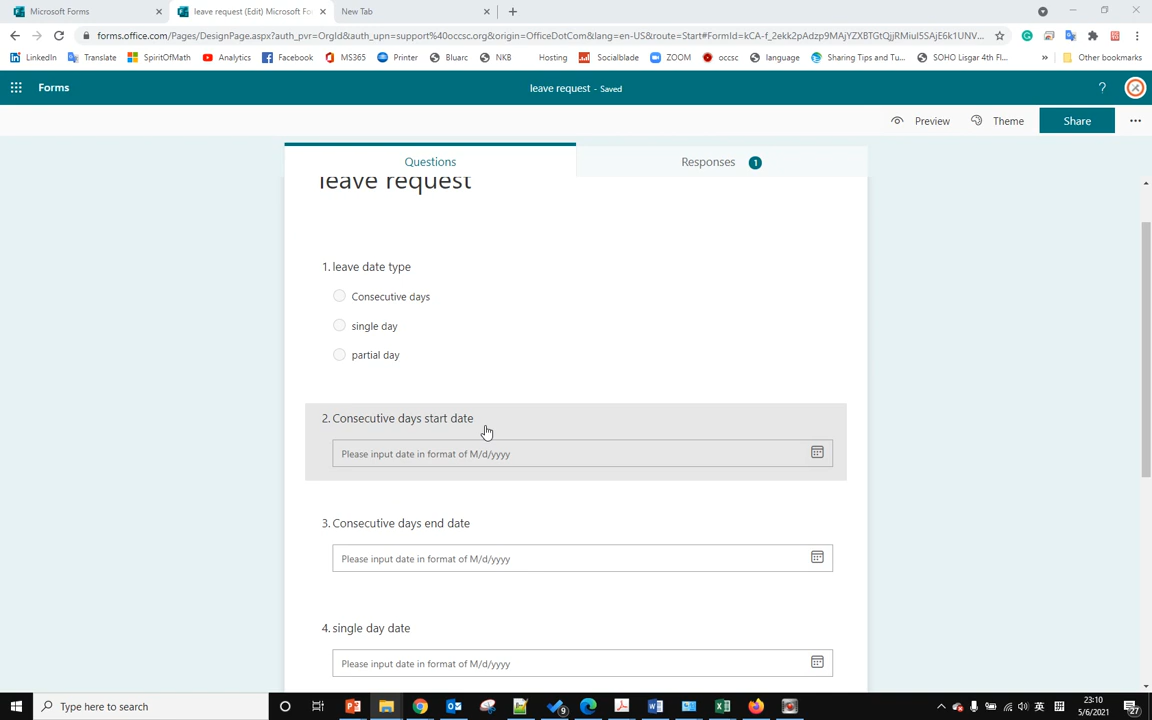 Microsoft Forms
leave request (Edit) Microsoft Fo
New Tab
forms.office.com/Pages/DesignPage.aspx?auth_pvr=OrgId&auth_upn=support%40occsc.org&origin=OfficeDotCom&lang=en-US&route=Start#FormId=kCA-f_2ekk2pAdzp9MAjYZXBTGtQjjRMiul5SAjE6k1UNV...
LinkedIn
Translate
SpiritOfMath
Analytics
Facebook
MS365
Printer
Bluarc
NKB
Hosting
Socialblade
ZOOM
occsc
language
Sharing Tips and Tu...
SOHO Lisgar 4th Fl...
»
Other bookmarks
Forms
leave request - Saved
?
Preview
Theme
Share
...
Questions
Responses 1
leave request
1. leave date type
Consecutive days
single day
partial day
2. Consecutive days start date
Please input date in format of M/d/yyyy
3. Consecutive days end date
Please input date in format of M/d/yyyy
4. single day date
Please input date in format of M/d/yyyy
Type here to search
9
英
拼
23:10
5/6/2021
27